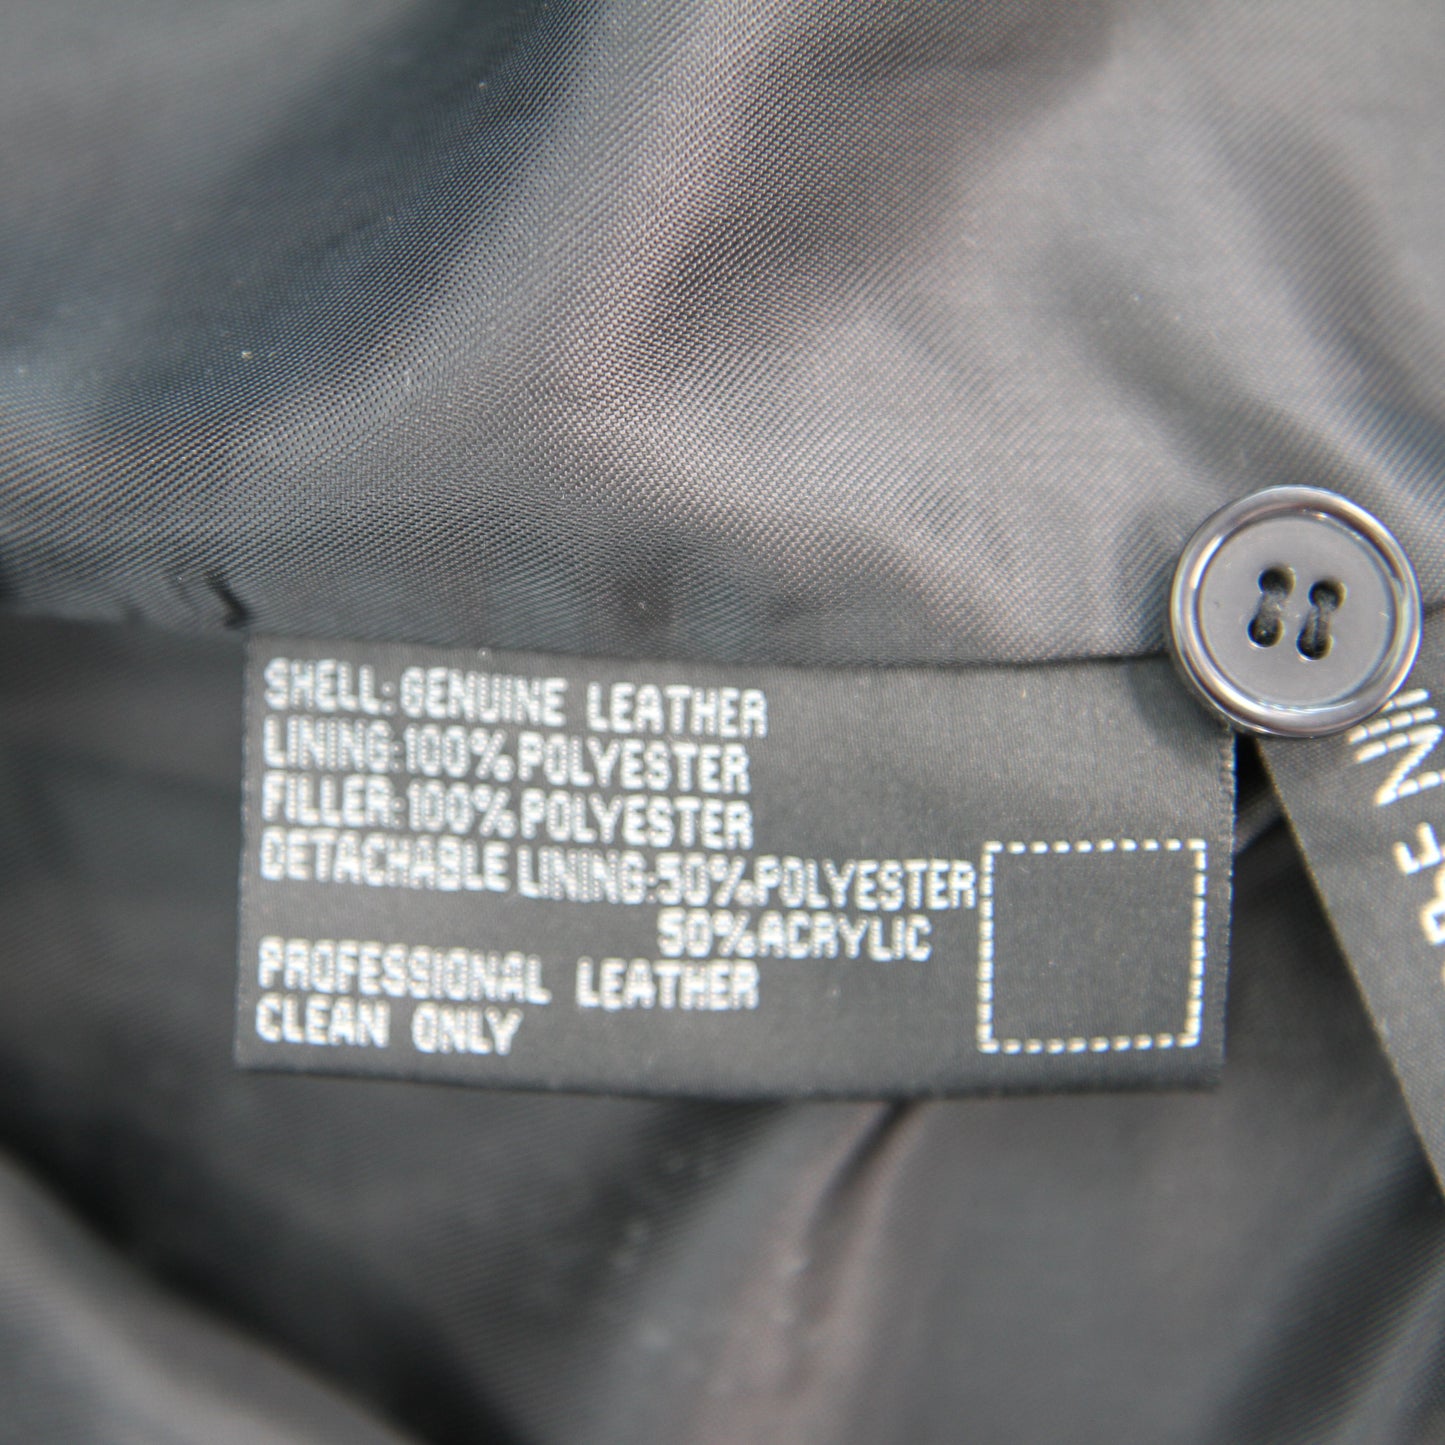 SHELL:GENUINE LEATHER
LINING:100%POLYESTER
FILLER:100%POLYESTER
DETACHABLE LINING:50%POLYESTER
50%ACRYLIC
PROFESSIONAL LEATHER
CLEAN ONLY